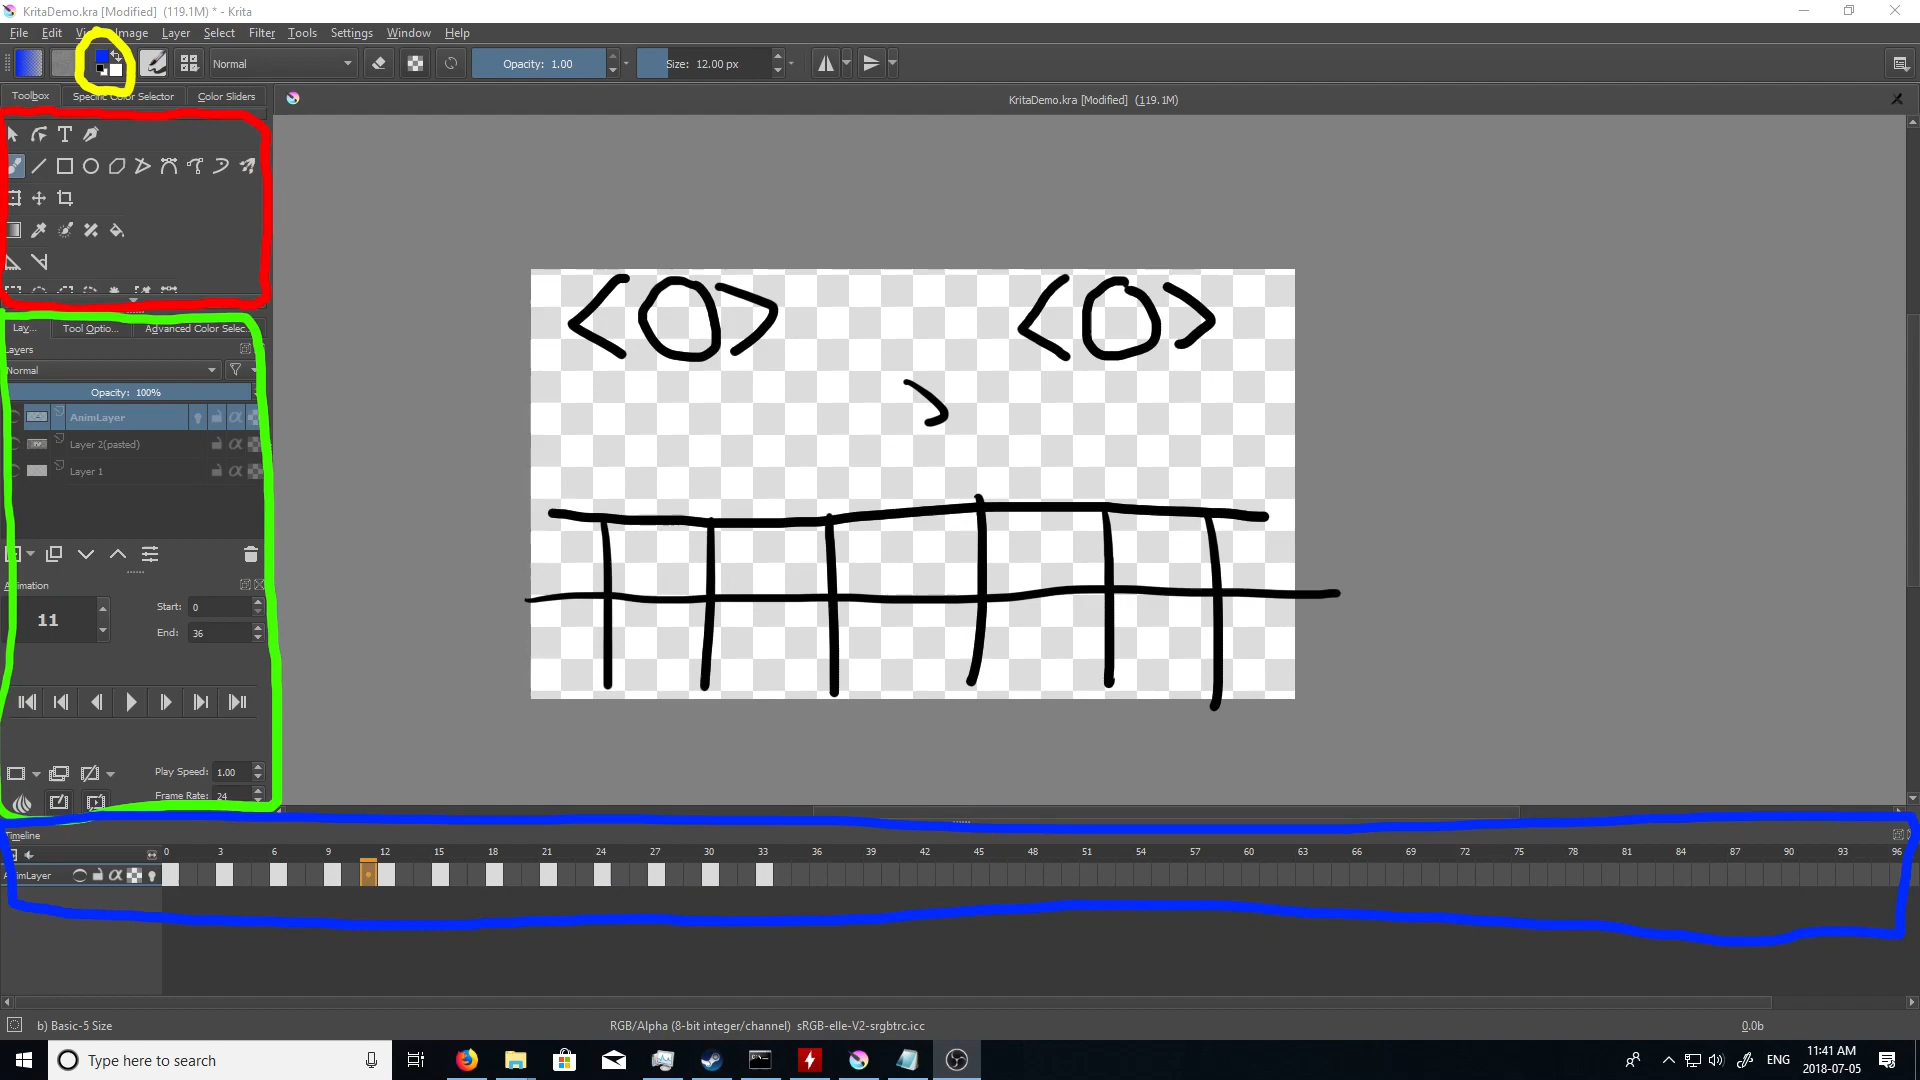 KritaDemo.kra [Modified] (119.1M) * - Krita
File Edit Image Layer Select Filter Tools Settings Window Help
Normal Opacity: 1.00 Size: 12.00 px
Toolbox Specific Color Selector Color Sliders
KritaDemo.kra [Modified] (119.1M)
T
Lay... Tool Optio... Advanced Color Selec...
Layers
Normal
Opacity: 100%
AnimLayer
Layer 2(pasted)
Layer 1
Animation
11 Start: 0
End: 36
Play Speed: 1.00
Frame Rate: 24
Timeline
0 3 6 9 12 15 18 21 24 27 30 33 36 39 42 45 48 51 54 57 60 63 66 69 72 75 78 81 84 87 90 93 96
AnimLayer
b) Basic-5 Size
RGB/Alpha (8-bit integer/channel) sRGB-elle-V2-srgbtrc.icc
0.0b
Type here to search
ENG
11:41 AM
2018-07-05